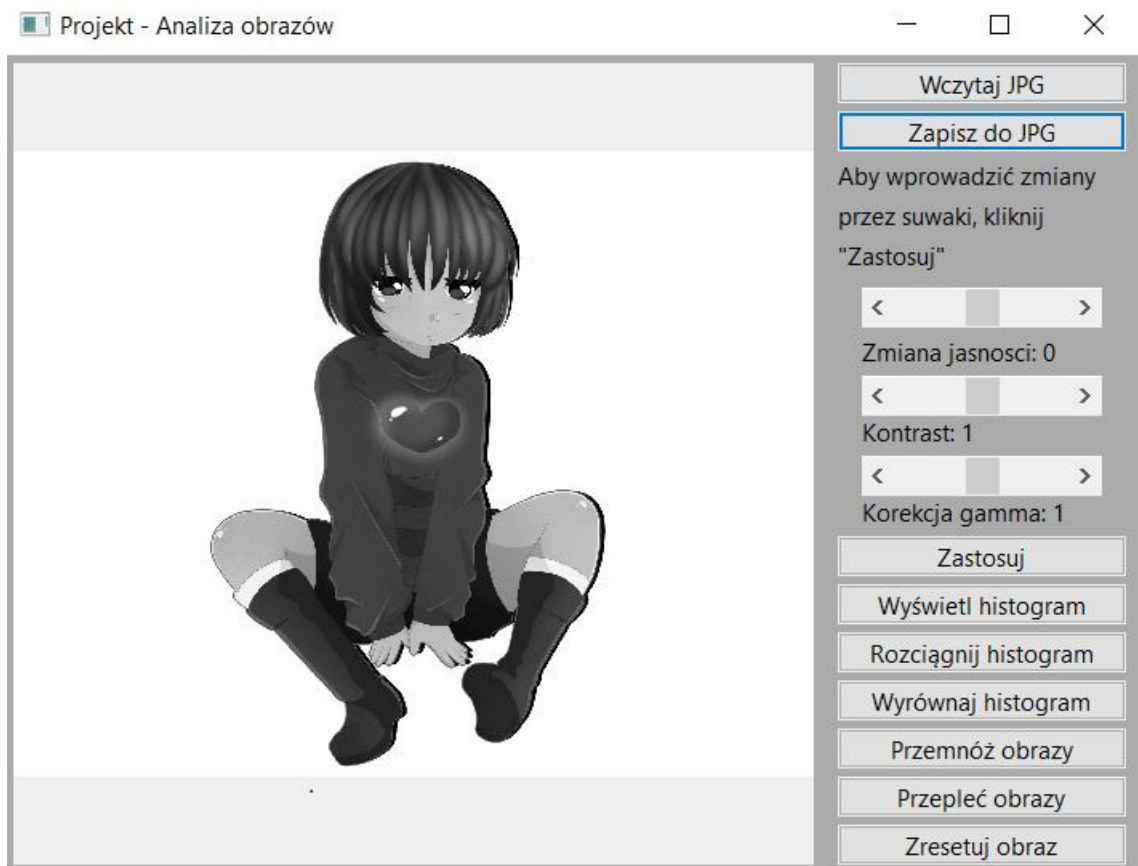 Projekt - Analiza obrazów
Wczytaj JPG
Zapisz do JPG
Aby wprowadzić zmiany
przez suwaki, kliknij
"Zastosuj"
Zmiana jasnosci: 0
Kontrast: 1
Korekcja gamma: 1
Zastosuj
Wyświetl histogram
Rozciągnij histogram
Wyrównaj histogram
Przemnóż obrazy
Przepleć obrazy
Zresetuj obraz